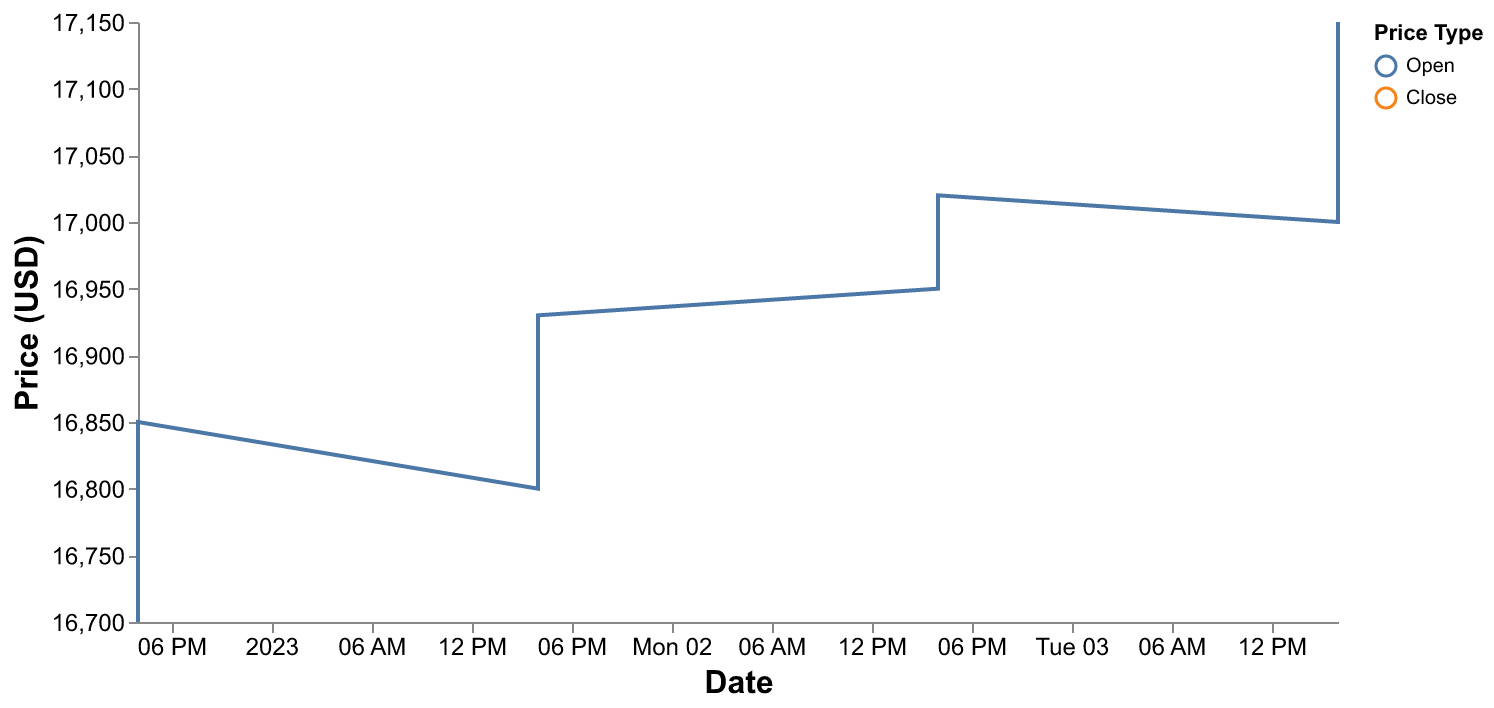 17,150
17,100
17,050
17,000
16,950
16,900
16,850
16,800
16,750
16,700
Price (USD)
06 PM 2023 06 AM 12 PM 06 PM Mon 02 06 AM 12 PM 06 PM Tue 03 06 AM 12 PM
Date
Price Type
Open
Close